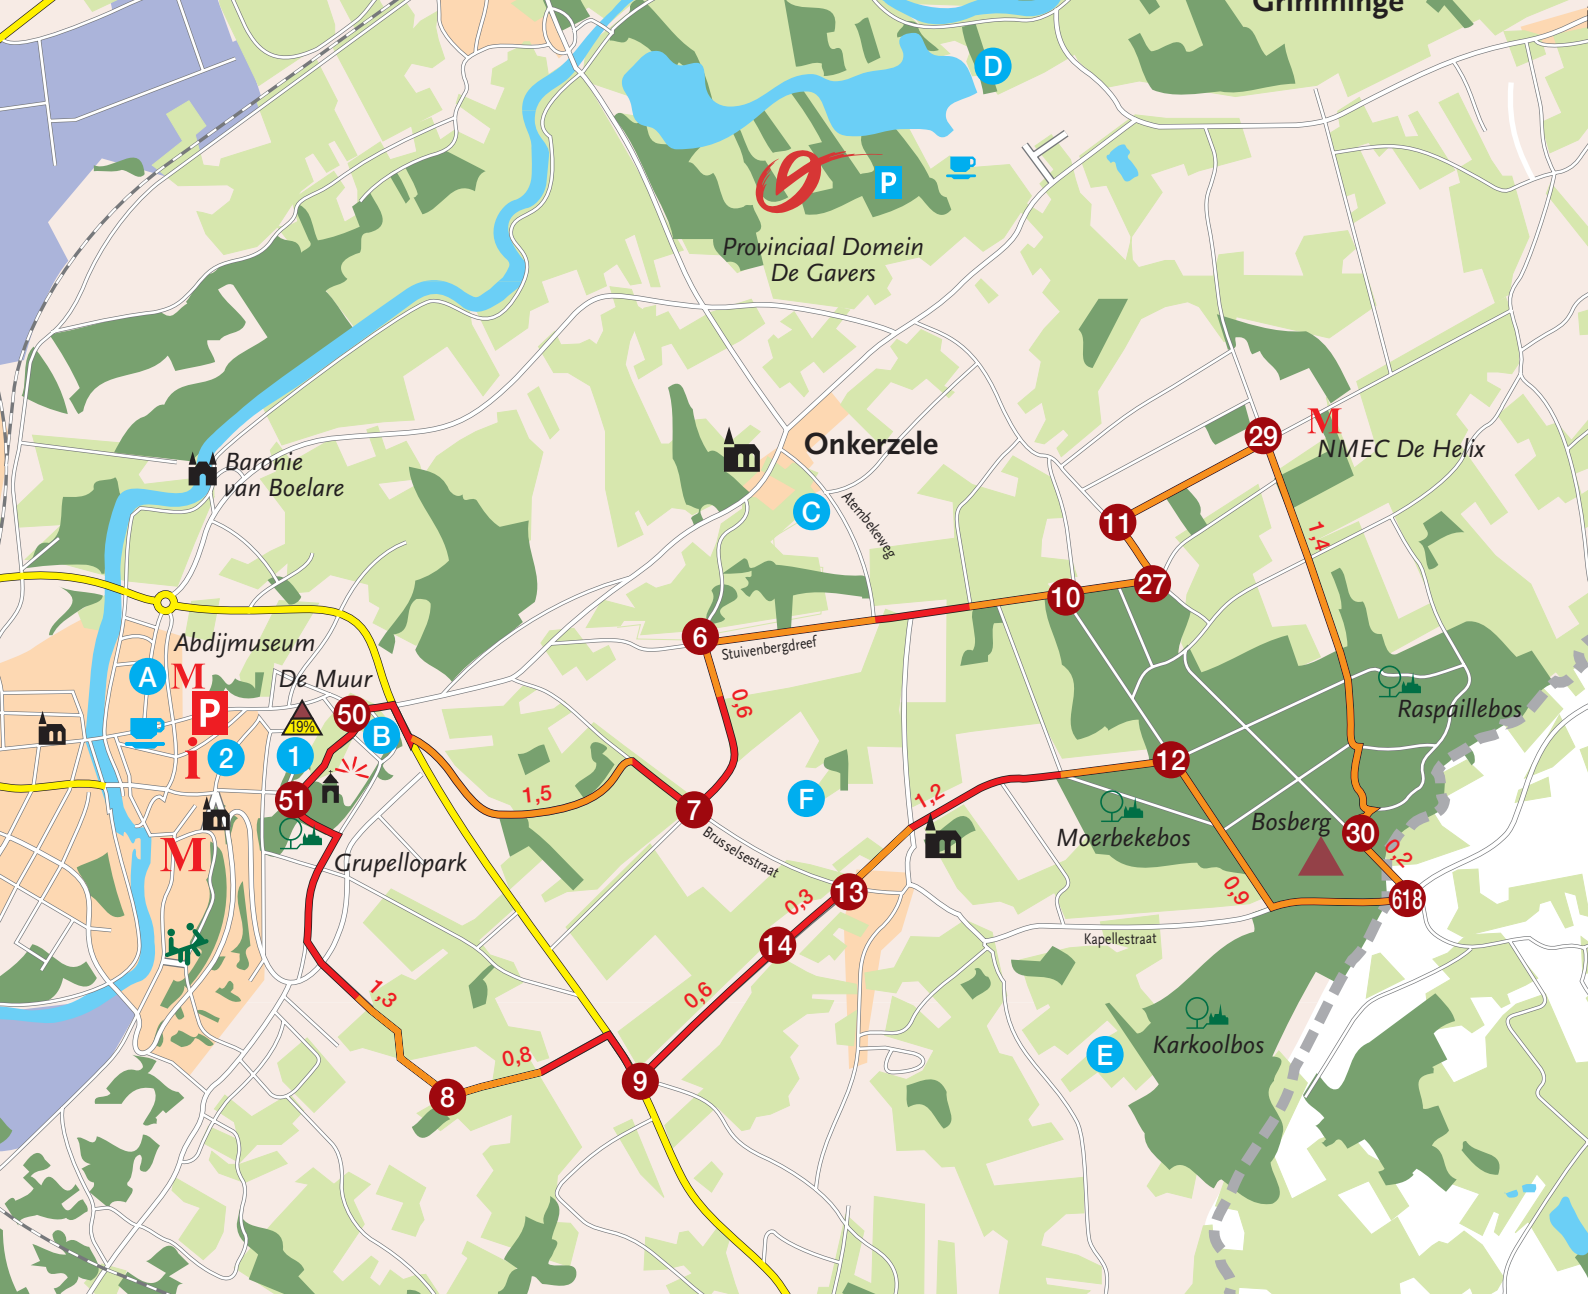 Grimminge
D
P
Provinciaal Domein
De Gavers
29
M
NMEC De Helix
Onkerzele
Baronie
van Boelare
C
Atembekeweg
11
1,4
27
10
6
Stuivenbergdreef
Abdijmuseum
A
M
De Muur
P
50
19%
B
0,6
Raspaillebos
i
2
1
12
51
1,5
7
F
1,2
Moerbekebos
Bosberg
30
0,2
M
Grupellopark
Brusselsestraat
13
0,3
0,9
618
14
Kapellestraat
1,3
0,6
Karkoolbos
E
0,8
9
8